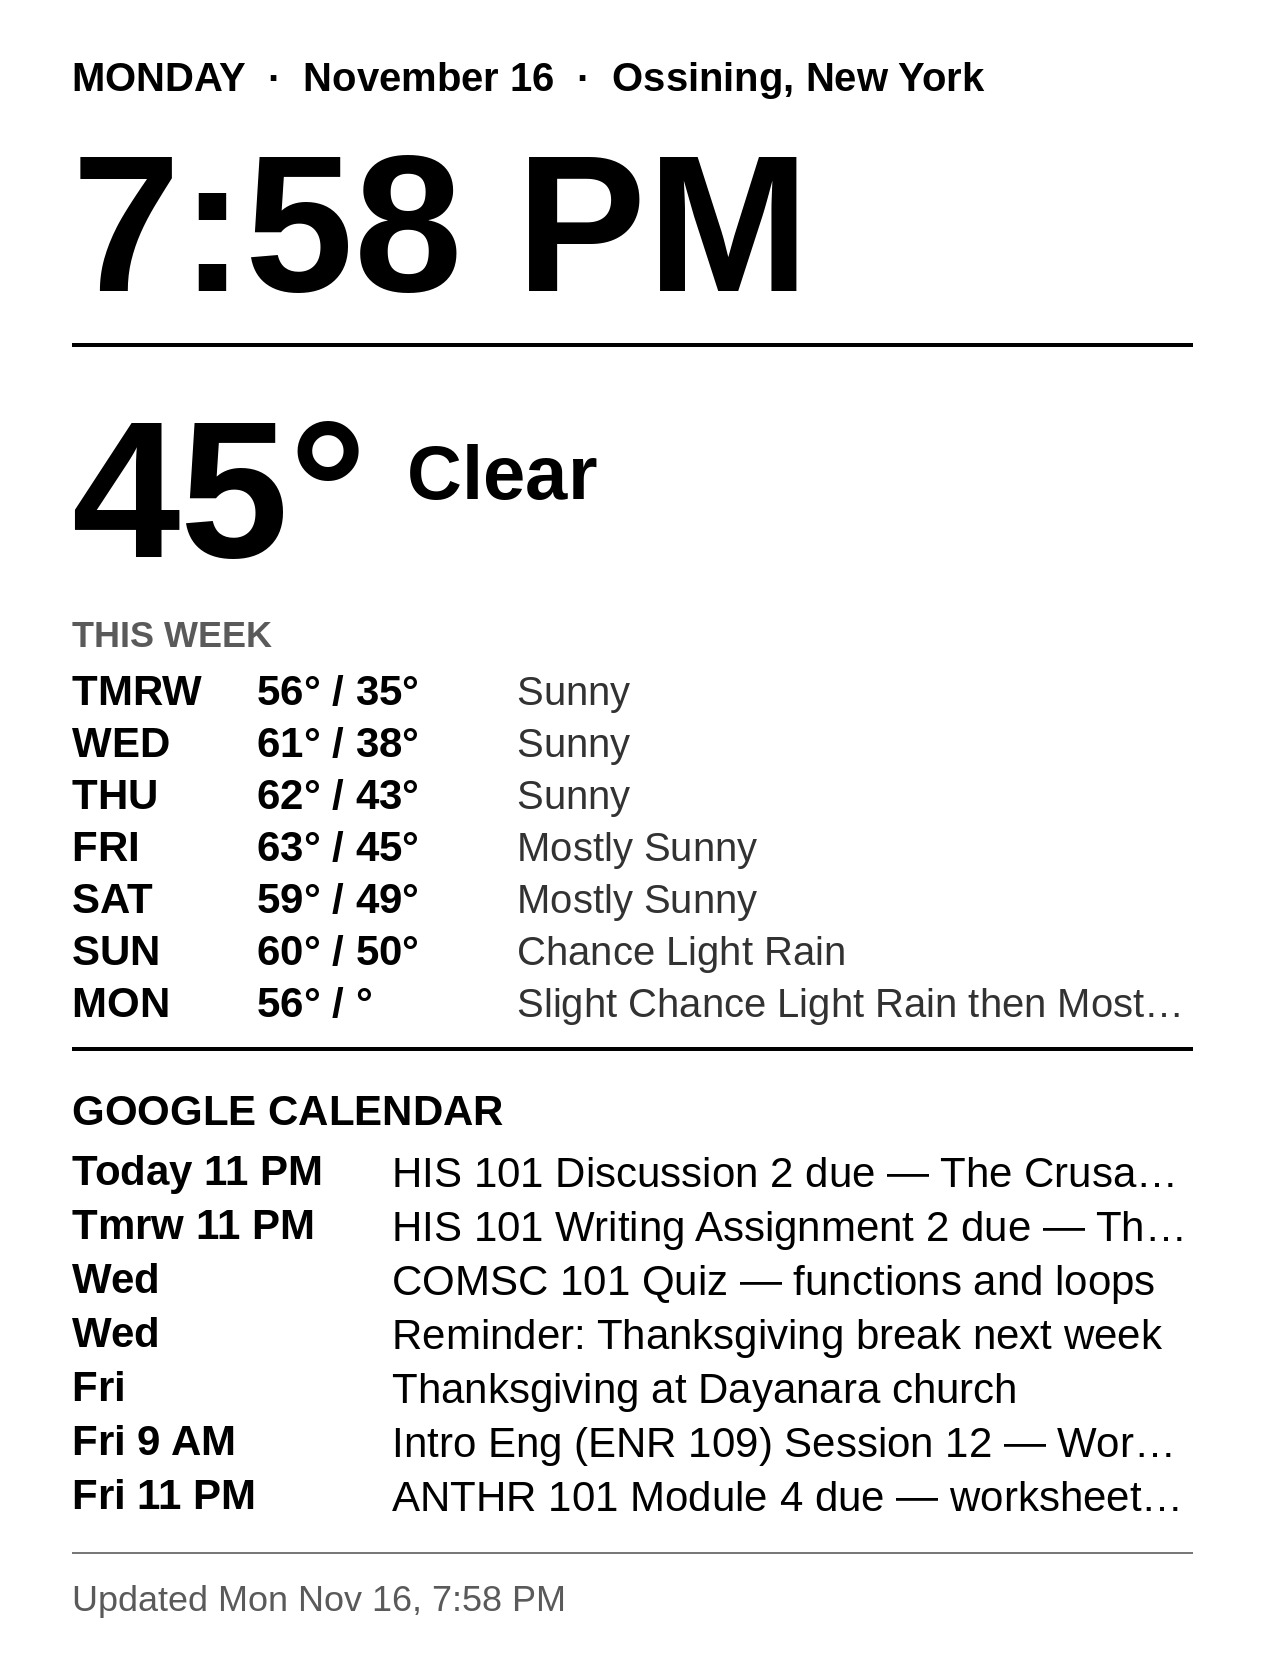 MONDAY · November 16 · Ossining, New York
7:58 PM
45° Clear
THIS WEEK
TMRW 56° / 35° Sunny
WED 61° / 38° Sunny
THU 62° / 43° Sunny
FRI 63° / 45° Mostly Sunny
SAT 59° / 49° Mostly Sunny
SUN 60° / 50° Chance Light Rain
MON 56° / ° Slight Chance Light Rain then Most…
GOOGLE CALENDAR
Today 11 PM HIS 101 Discussion 2 due — The Crusa…
Tmrw 11 PM HIS 101 Writing Assignment 2 due — Th…
Wed COMSC 101 Quiz — functions and loops
Wed Reminder: Thanksgiving break next week
Fri Thanksgiving at Dayanara church
Fri 9 AM Intro Eng (ENR 109) Session 12 — Wor…
Fri 11 PM ANTHR 101 Module 4 due — worksheet…
Updated Mon Nov 16, 7:58 PM